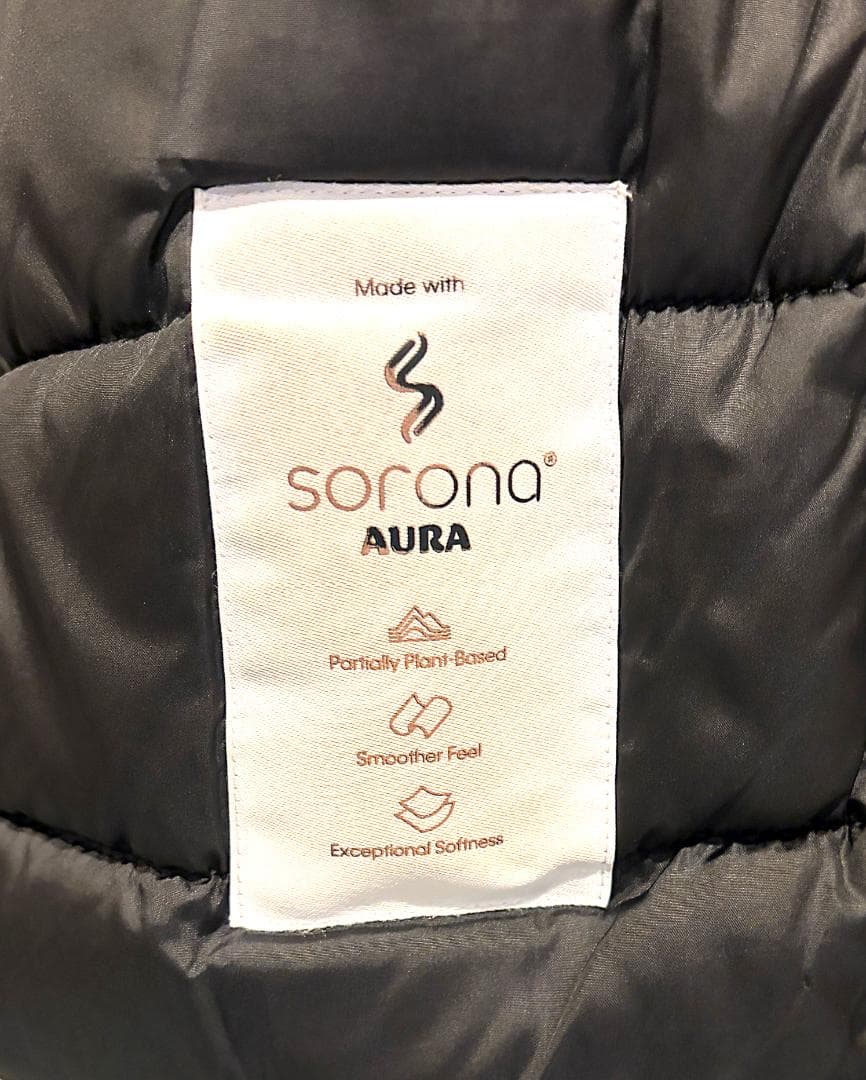 Made with
sorona®
AURA
Partially Plant-Based
Smoother Feel
Exceptional Softness